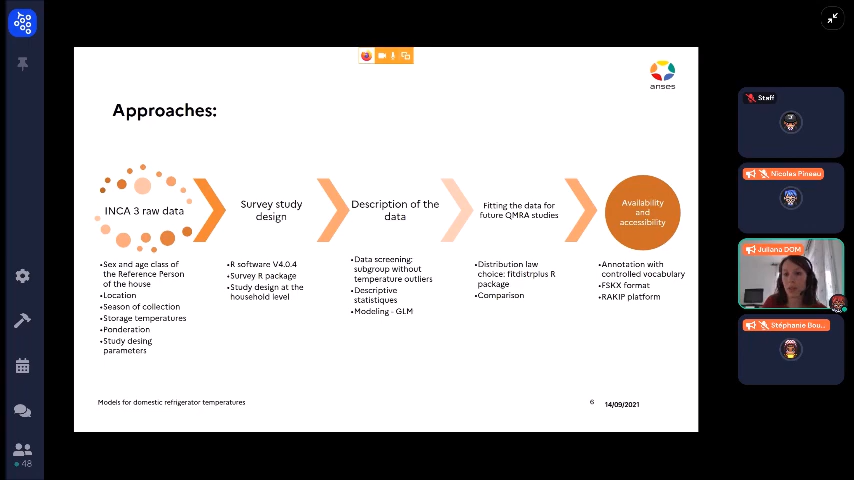 anses
Approaches:
INCA 3 raw data
Survey study
design
Description of the
data
Fitting the data for
future QMRA studies
Availability
and
accessibility
•Sex and age class of
the Reference Person
of the house
•Location
•Season of collection
•Storage temperatures
•Ponderation
•Study desing
parameters
•R software V4.0.4
•Survey R package
•Study design at the
household level
•Data screening:
subgroup without
temperature outliers
•Descriptive
statistiques
•Modeling - GLM
•Distribution law
choice: fitdistrplus R
package
•Comparison
•Annotation with
controlled vocabulary
•FSKX format
•RAKIP platform
Models for domestic refrigerator temperatures
6
14/09/2021
Staff
Nicolas Pineau
Juliana DOM
Stéphanie Bou...
48